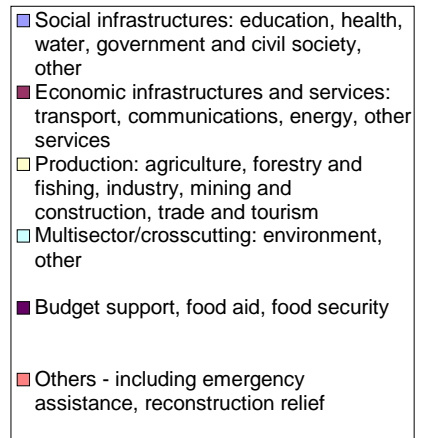 Social infrastructures: education, health,
water, government and civil society,
other
Economic infrastructures and services:
transport, communications, energy, other
services
Production: agriculture, forestry and
fishing, industry, mining and
construction, trade and tourism
Multisector/crosscutting: environment,
other
Budget support, food aid, food security
Others - including emergency
assistance, reconstruction relief